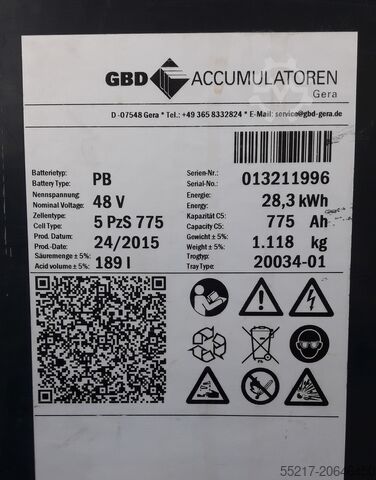 GBD ACCUMULATOREN
Gera
D -07548 Gera * Tel.: +49 365 8332824 * E-Mail: service@gbd-gera.de
Batterietyp:
Battery Type: PB
Serien-Nr.:
Serial-No.: 013211996
Nennspannung:
Nominal Voltage: 48 V
Energie:
Energy: 28,3 kWh
Zellentype:
Cell Type: 5 PzS 775
Kapazität C5:
Capacity C5: 775 Ah
Prod. Datum:
Prod.-Date: 24/2015
Gewicht ± 5%:
Weight ± 5%: 1.118 kg
Säuremenge ± 5%:
Acid volume ± 5%: 189 l
Trogtyp:
Tray Type: 20034-01
Pb